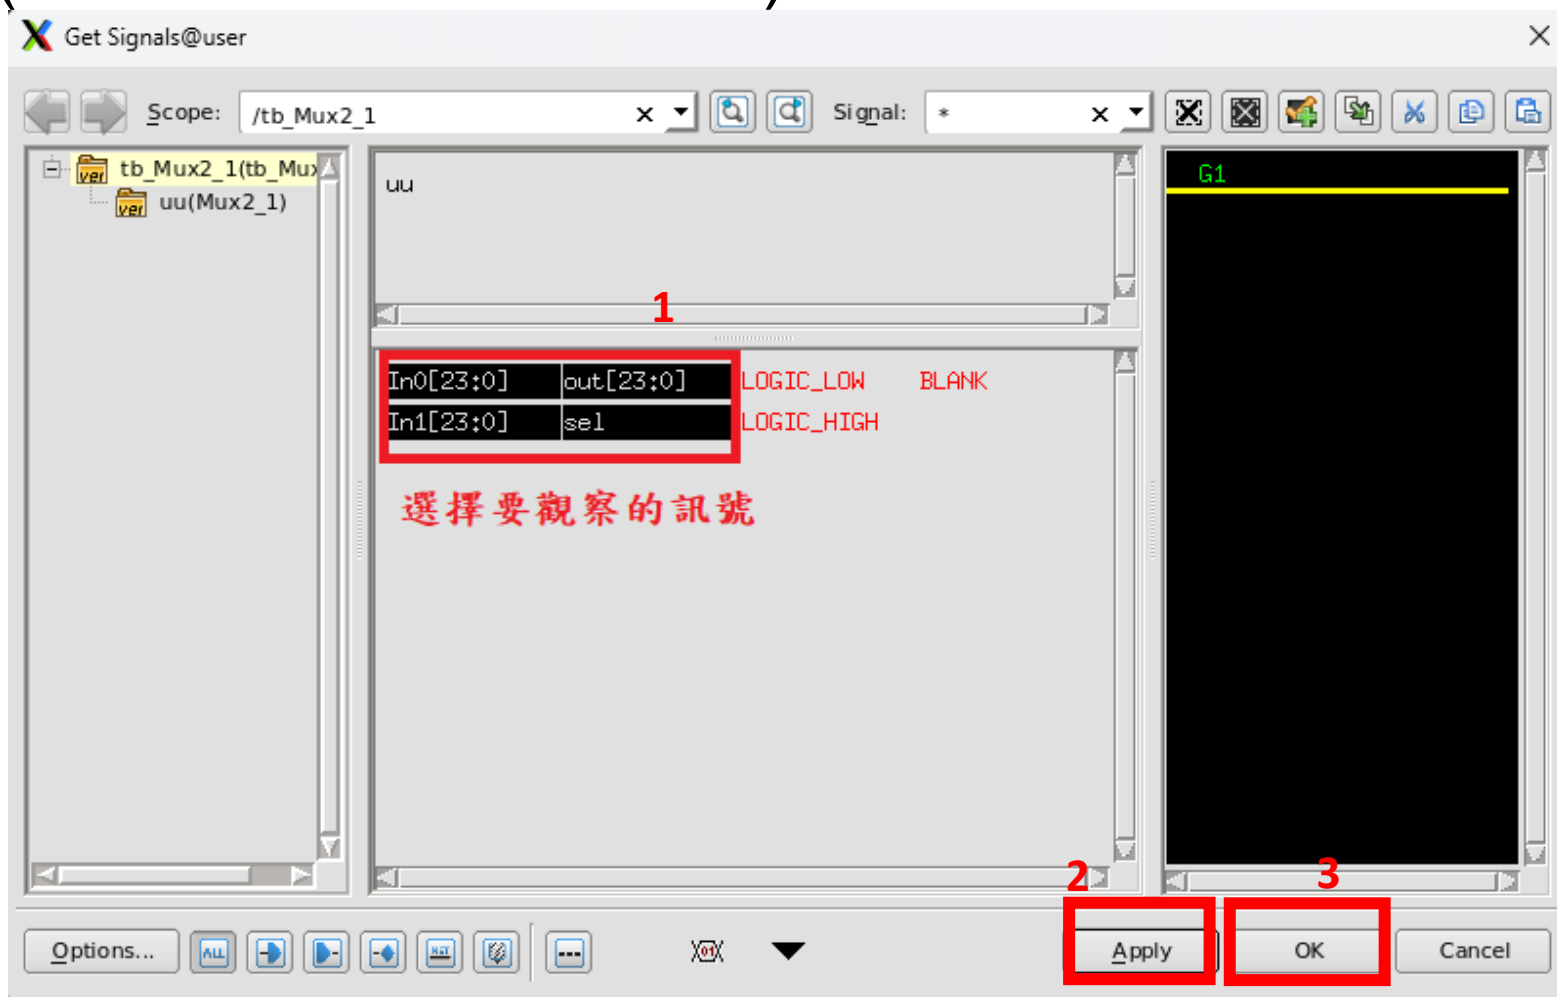 Get Signals@user
Scope: /tb_Mux2_1 Signal: *
tb_Mux2_1(tb_Mux
uu(Mux2_1)
uu
G1
1
In0[23:0] out[23:0] LOGIC_LOW BLANK
In1[23:0] sel LOGIC_HIGH
選擇要觀察的訊號
2
3
Options... ALL NET Apply OK Cancel